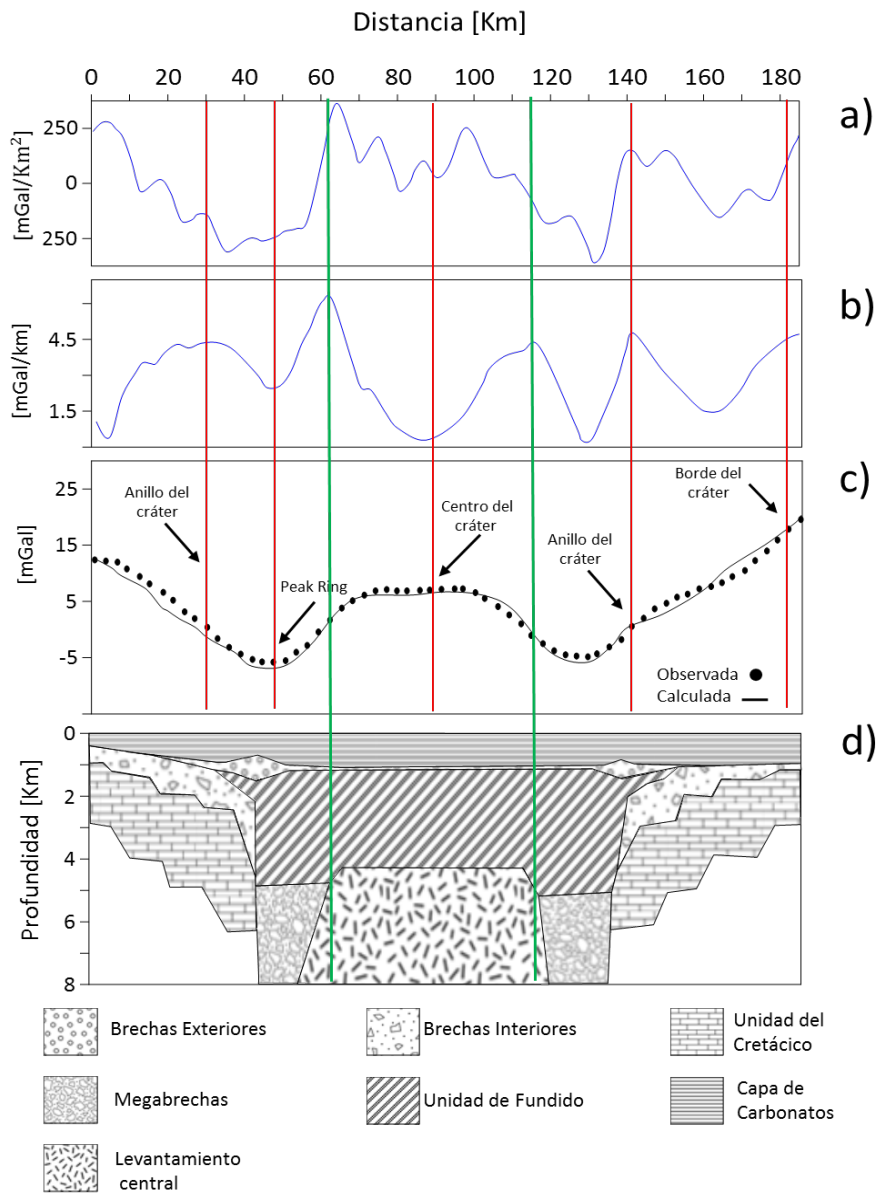 Distancia [Km]
0 20 40 60 80 100 120 140 160 180
a)
250
0
250
[mGal/Km²]
b)
4.5
1.5
[mGal/km]
c)
25
15
5
-5
[mGal]
Anillo del
cráter
Peak Ring
Centro del
cráter
Anillo del
cráter
Borde del
cráter
Observada
Calculada
d)
0
2
4
6
8
Profundidad [Km]
Brechas Exteriores
Brechas Interiores
Unidad del
Cretácico
Megabrechas
Unidad de Fundido
Capa de
Carbonatos
Levantamiento
central